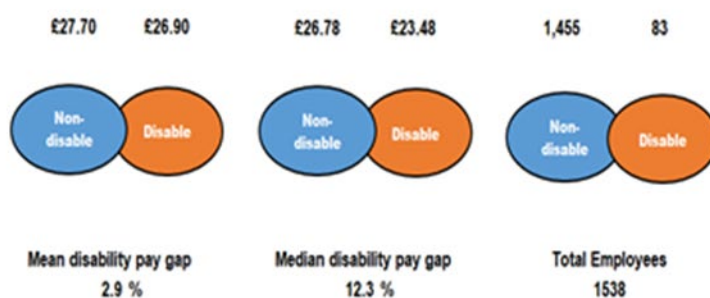 £27.70 £26.90 £26.78 £23.48 1,455 83
Non-
disable
Disable
Non-
disable
Disable
Non-
disable
Disable
Mean disability pay gap
2.9 %
Median disability pay gap
12.3 %
Total Employees
1538